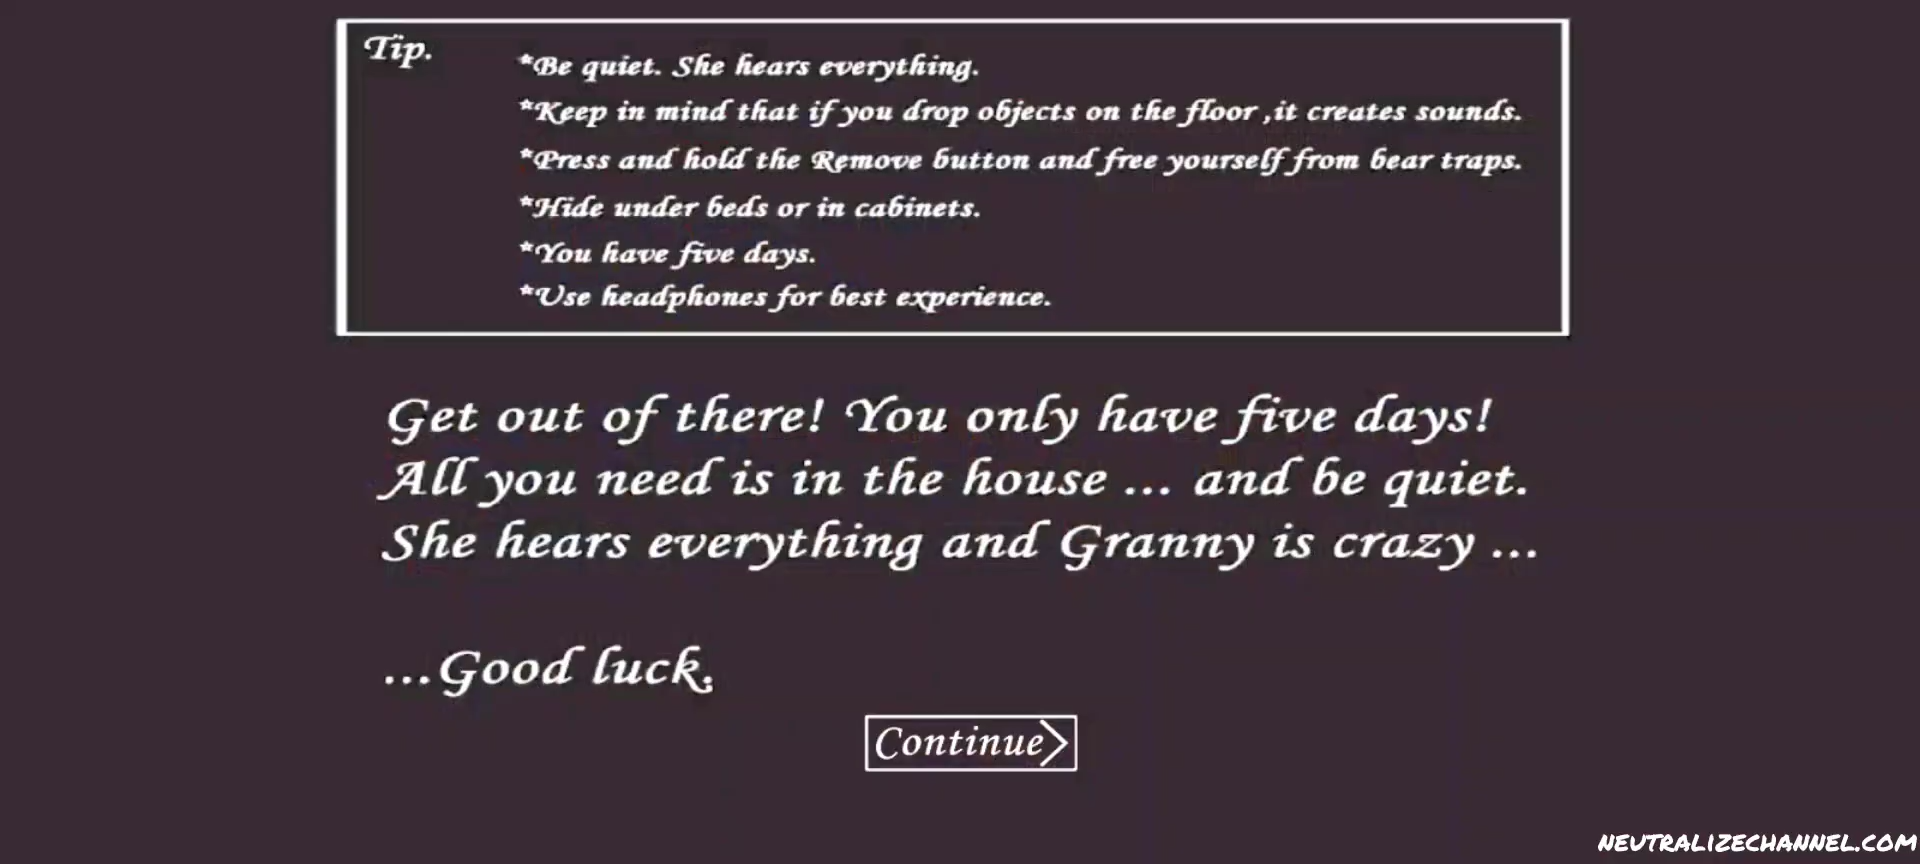 Tip.
*Be quiet. She hears everything.
*Keep in mind that if you drop objects on the floor ,it creates sounds.
*Press and hold the Remove button and free yourself from bear traps.
*Hide under beds or in cabinets.
*You have five days.
*Use headphones for best experience.
Get out of there! You only have five days!
All you need is in the house ... and be quiet.
She hears everything and Granny is crazy ...
...Good luck.
Continue>
NEUTRALIZECHANNEL.COM